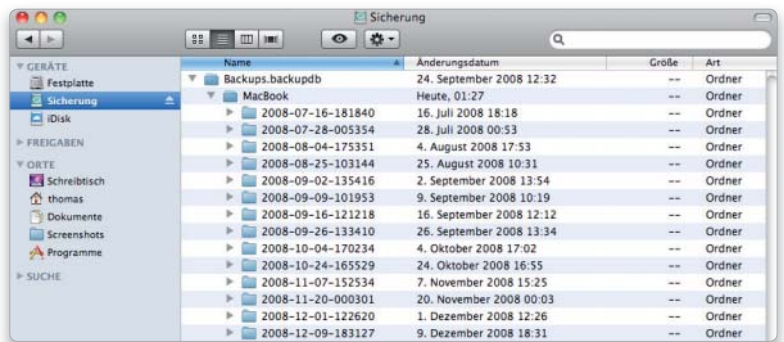 Sicherung
GERÄTE
Festplatte
Sicherung
iDisk
FREIGABEN
ORTE
Schreibtisch
thomas
Dokumente
Screenshots
Programme
SUCHE
Name Änderungsdatum Größe Art
Backups.backupdb 24. September 2008 12:32 -- Ordner
MacBook Heute, 01:27 -- Ordner
2008-07-16-181840 16. Juli 2008 18:18 -- Ordner
2008-07-28-005354 28. Juli 2008 00:53 -- Ordner
2008-08-04-175351 4. August 2008 17:53 -- Ordner
2008-08-25-103144 25. August 2008 10:31 -- Ordner
2008-09-02-135416 2. September 2008 13:54 -- Ordner
2008-09-09-101953 9. September 2008 10:19 -- Ordner
2008-09-16-121218 16. September 2008 12:12 -- Ordner
2008-09-26-133410 26. September 2008 13:34 -- Ordner
2008-10-04-170234 4. Oktober 2008 17:02 -- Ordner
2008-10-24-165529 24. Oktober 2008 16:55 -- Ordner
2008-11-07-152534 7. November 2008 15:25 -- Ordner
2008-11-20-000301 20. November 2008 00:03 -- Ordner
2008-12-01-122620 1. Dezember 2008 12:26 -- Ordner
2008-12-09-183127 9. Dezember 2008 18:31 -- Ordner